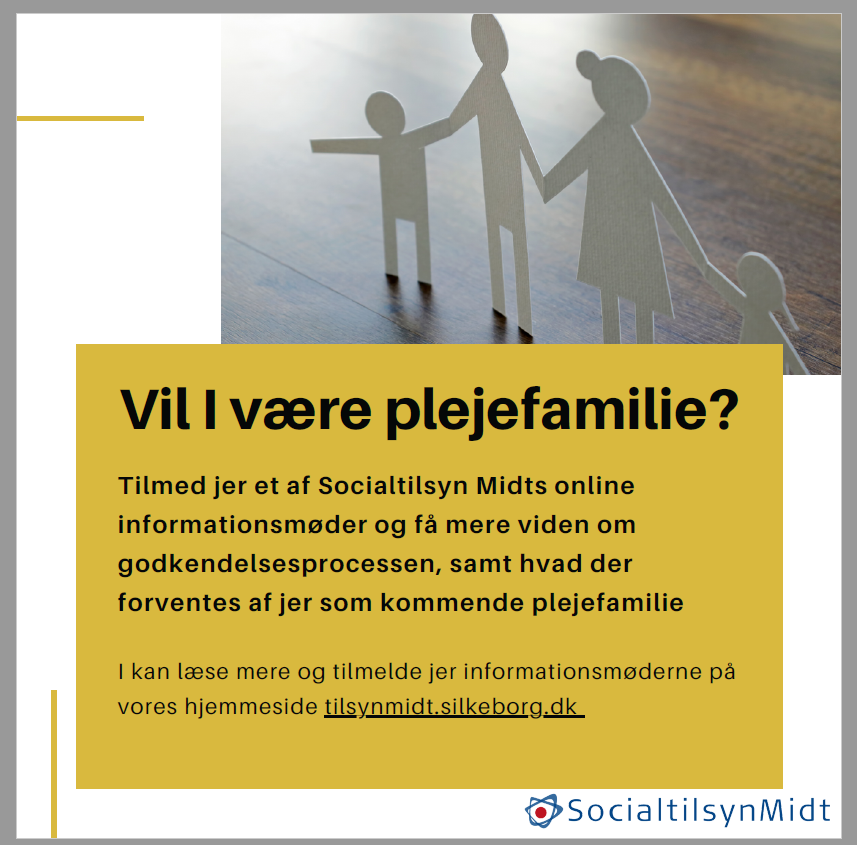 Vil I være plejefamilie?
Tilmed jer et af Socialtilsyn Midts online
informationsmøder og få mere viden om
godkendelsesprocessen, samt hvad der
forventes af jer som kommende plejefamilie
I kan læse mere og tilmelde jer informationsmøderne på
vores hjemmeside tilsynmidt.silkeborg.dk
SocialtilsynMidt